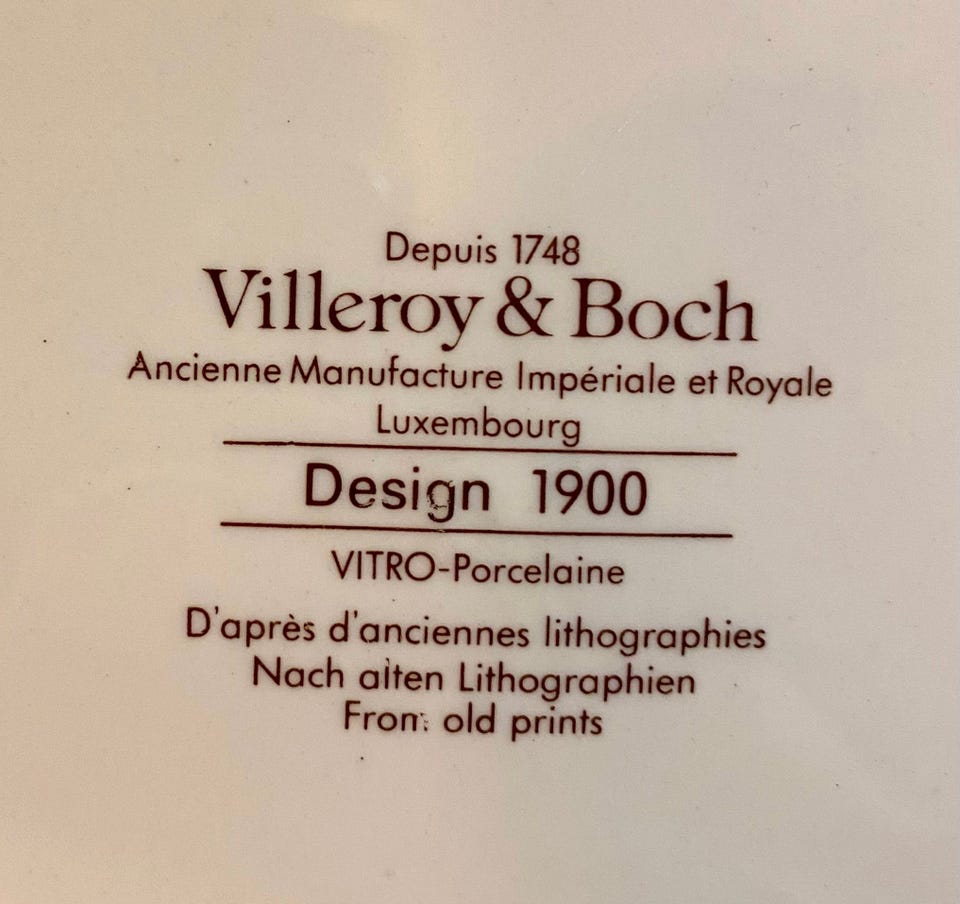 Depuis 1748
Villeroy & Boch
Ancienne Manufacture Impériale et Royale
Luxembourg
Design 1900
VITRO-Porcelaine
D'après d'anciennes lithographies
Nach alten Lithographien
From old prints